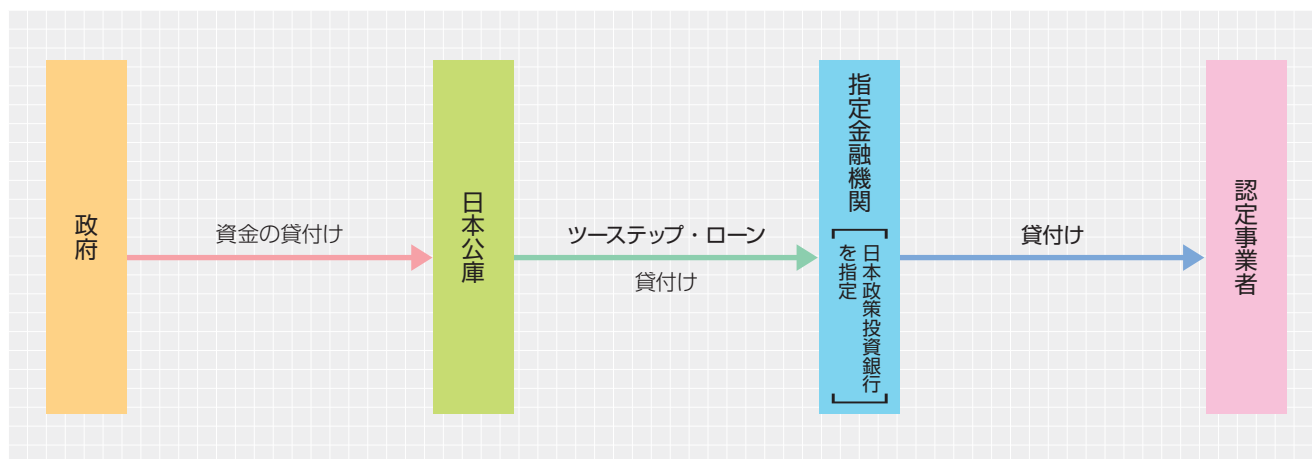 政府
資金の貸付け
日本公庫
ツーステップ・ローン
貸付け
指定金融機関
[日本政策投資銀行
を指定]
貸付け
認定事業者